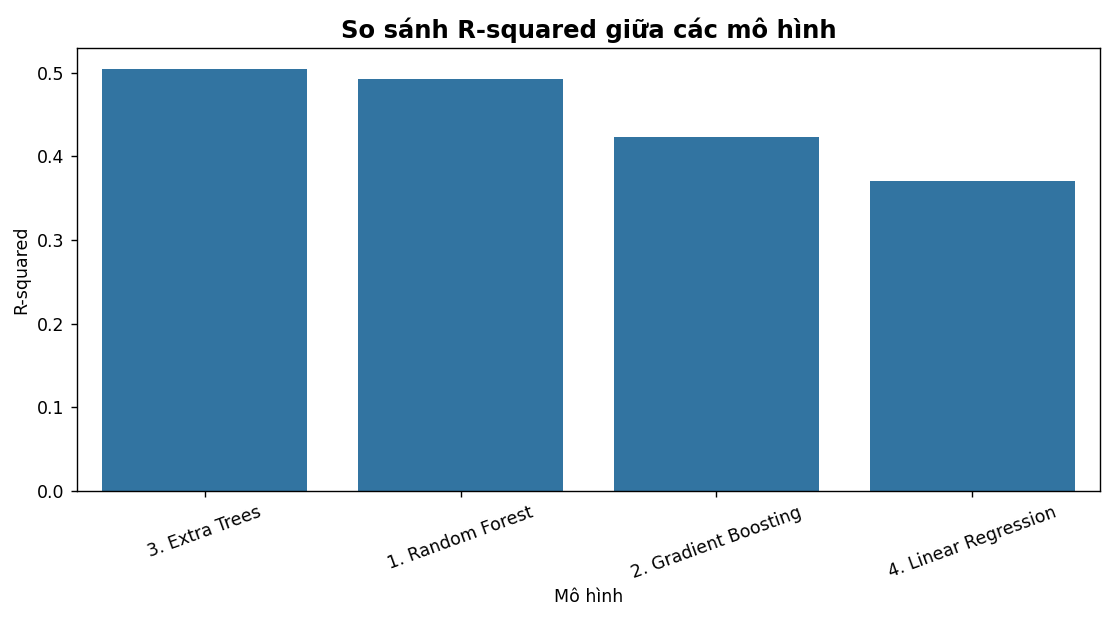 So sánh R-squared giữa các mô hình
R-squared
0.5
0.4
0.3
0.2
0.1
0.0
3. Extra Trees
1. Random Forest
2. Gradient Boosting
4. Linear Regression
Mô hình